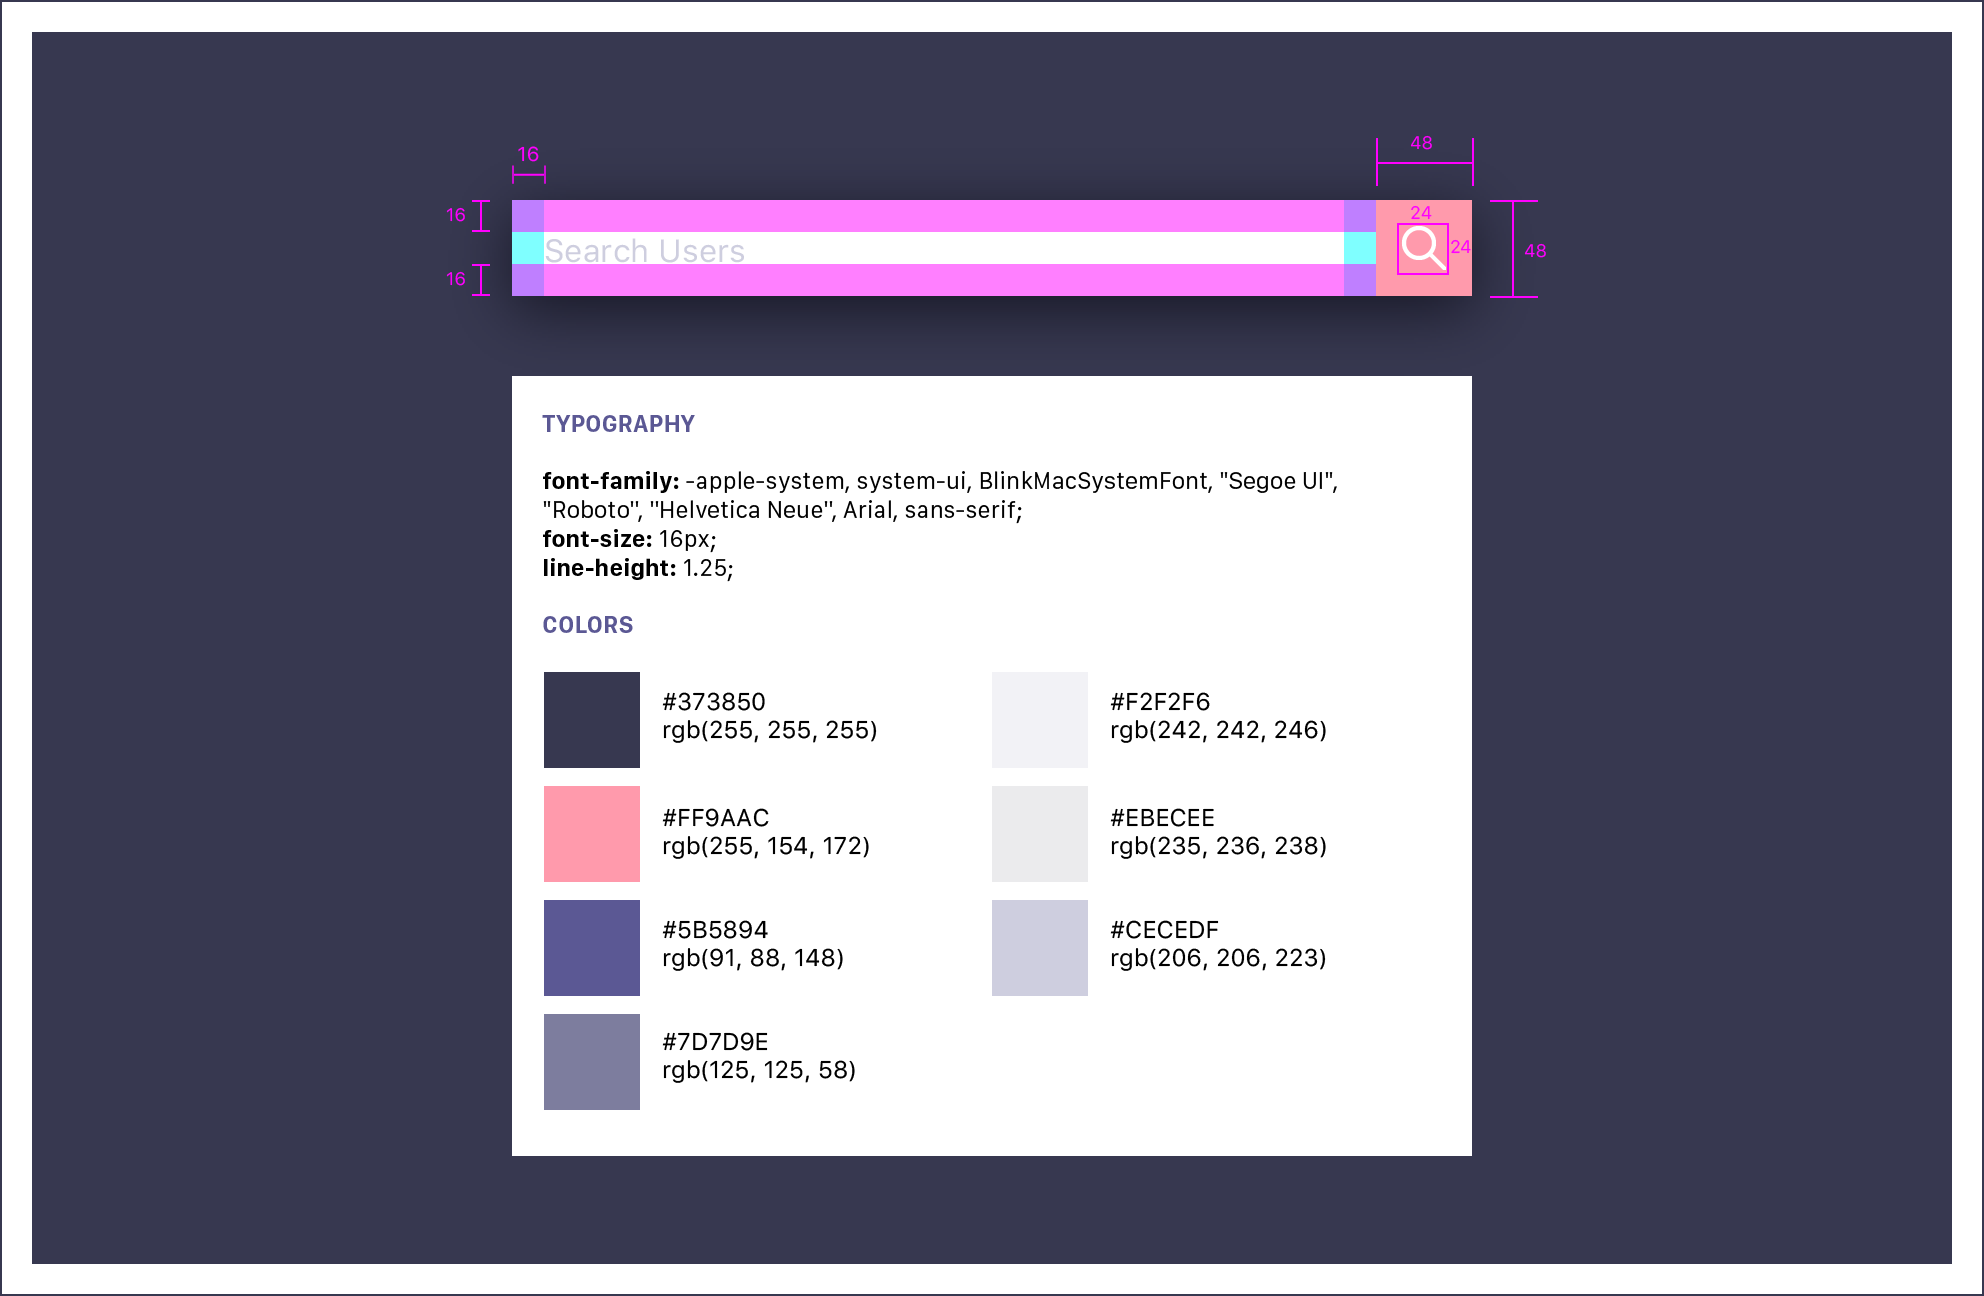 16
48
16
24
Search Users
24
48
16
TYPOGRAPHY
font-family: -apple-system, system-ui, BlinkMacSystemFont, "Segoe UI",
"Roboto", "Helvetica Neue", Arial, sans-serif;
font-size: 16px;
line-height: 1.25;
COLORS
#373850
rgb(255, 255, 255)
#F2F2F6
rgb(242, 242, 246)
#FF9AAC
rgb(255, 154, 172)
#EBECEE
rgb(235, 236, 238)
#5B5894
rgb(91, 88, 148)
#CECEDF
rgb(206, 206, 223)
#7D7D9E
rgb(125, 125, 58)